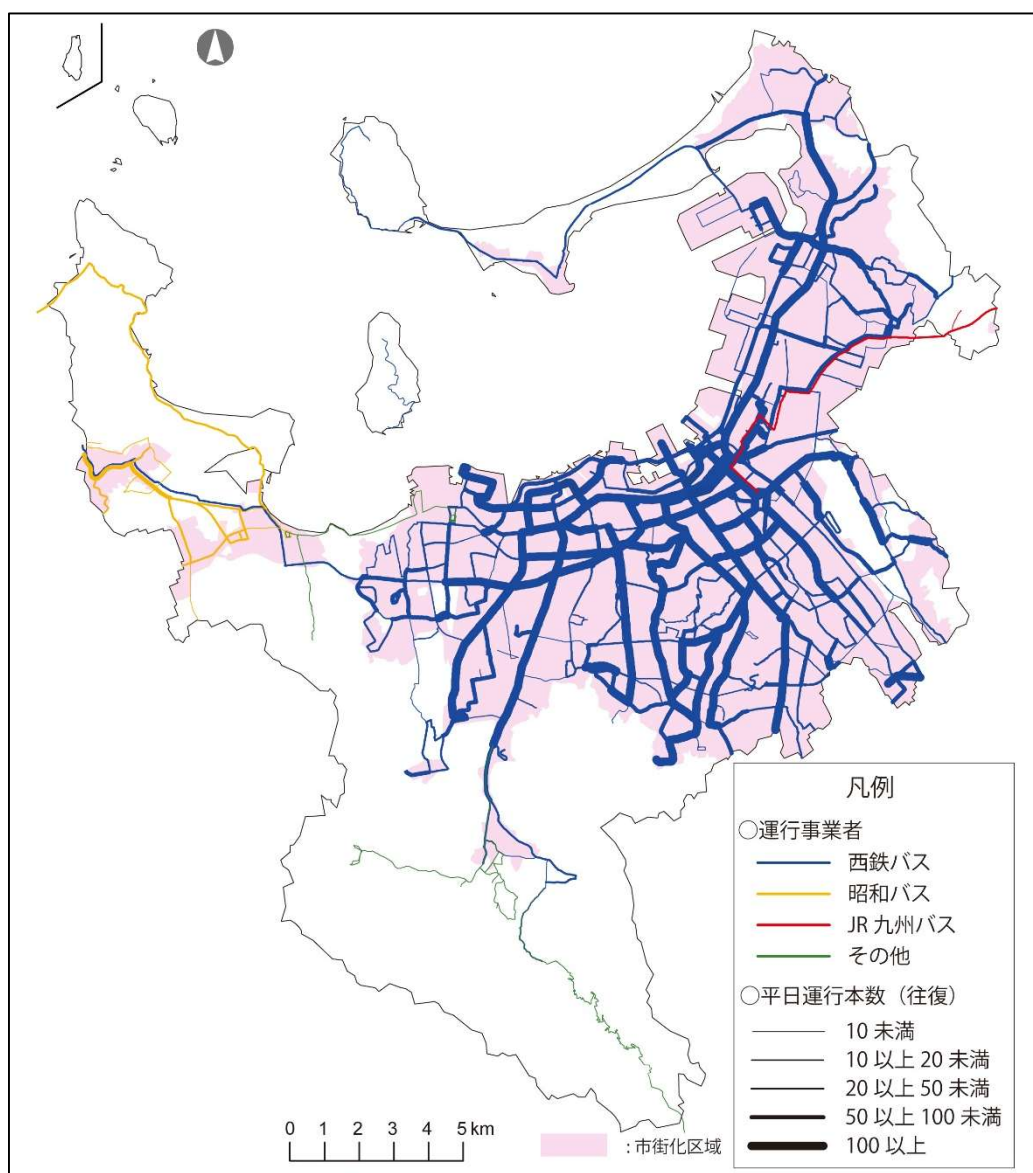 凡例
○運行事業者
西鉄バス
昭和バス
JR 九州バス
その他
○平日運行本数（往復）
10 未満
10 以上 20 未満
20 以上 50 未満
50 以上 100 未満
100 以上
0 1 2 3 4 5 km
：市街化区域